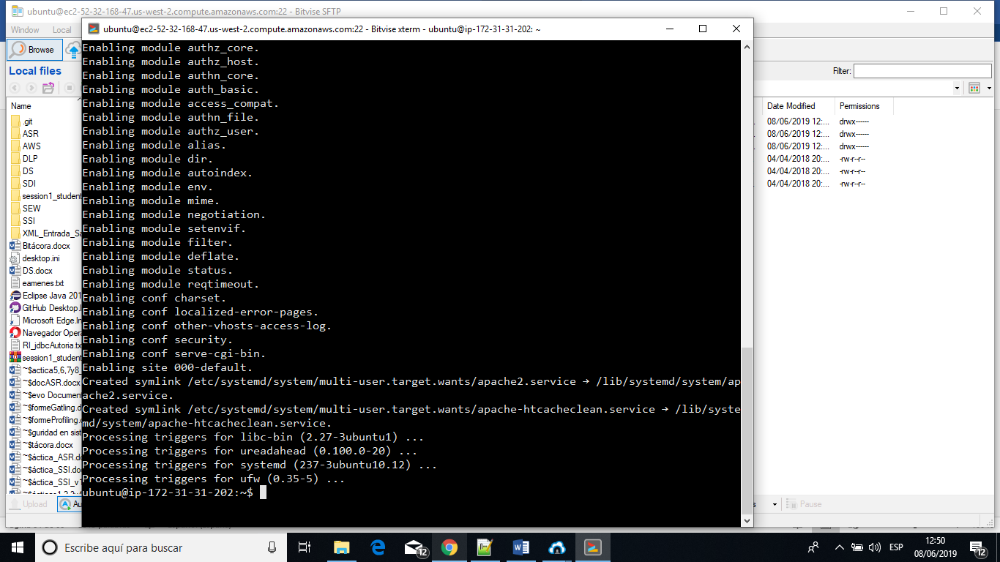 ubuntu@ec2-52-32-168-47.us-west-2.compute.amazonaws.com:22 - Bitvise SFTP
Window Local
Browse
Local files
Filter:
Name
.git
ASR
AWS
DLP
DS
SDI
session1_student
SEW
SSI
XML_Entrada_Sa
Bitácora.docx
desktop.ini
DS.docx
eamenes.txt
Eclipse Java 201
GitHub Desktop.l
Microsoft Edge.ln
Navegador Opera
RI_jdbcAutoria.tx
session1_student
~$actica5,6,7y8_
~$docASR.docx
~$evo Document
~$formeGatling.d
~$formeProfiling.d
~$guridad en sist
~$tácora.docx
~$áctica_ASR.do
~$áctica_SSI.doc
~$áctica_SSI_v1
Upload
Au
Date Modified Permissions
08/06/2019 12:... drwx------
08/06/2019 12:... drwx------
08/06/2019 12:... drwx------
04/04/2018 20:... -rw-r--r--
04/04/2018 20:... -rw-r--r--
04/04/2018 20:... -rw-r--r--
Pause
ubuntu@ec2-52-32-168-47.us-west-2.compute.amazonaws.com:22 - Bitvise xterm - ubuntu@ip-172-31-31-202: ~
Enabling module authz_core.
Enabling module authz_host.
Enabling module authn_core.
Enabling module auth_basic.
Enabling module access_compat.
Enabling module authn_file.
Enabling module authz_user.
Enabling module alias.
Enabling module dir.
Enabling module autoindex.
Enabling module env.
Enabling module mime.
Enabling module negotiation.
Enabling module setenvif.
Enabling module filter.
Enabling module deflate.
Enabling module status.
Enabling module reqtimeout.
Enabling conf charset.
Enabling conf localized-error-pages.
Enabling conf other-vhosts-access-log.
Enabling conf security.
Enabling conf serve-cgi-bin.
Enabling site 000-default.
Created symlink /etc/systemd/system/multi-user.target.wants/apache2.service → /lib/systemd/system/ap
ache2.service.
Created symlink /etc/systemd/system/multi-user.target.wants/apache-htcacheclean.service → /lib/syste
md/system/apache-htcacheclean.service.
Processing triggers for libc-bin (2.27-3ubuntu1) ...
Processing triggers for ureadahead (0.100.0-20) ...
Processing triggers for systemd (237-3ubuntu10.12) ...
Processing triggers for ufw (0.35-5) ...
ubuntu@ip-172-31-31-202:~$
Escribe aquí para buscar
12
ESP
12:50
08/06/2019
12